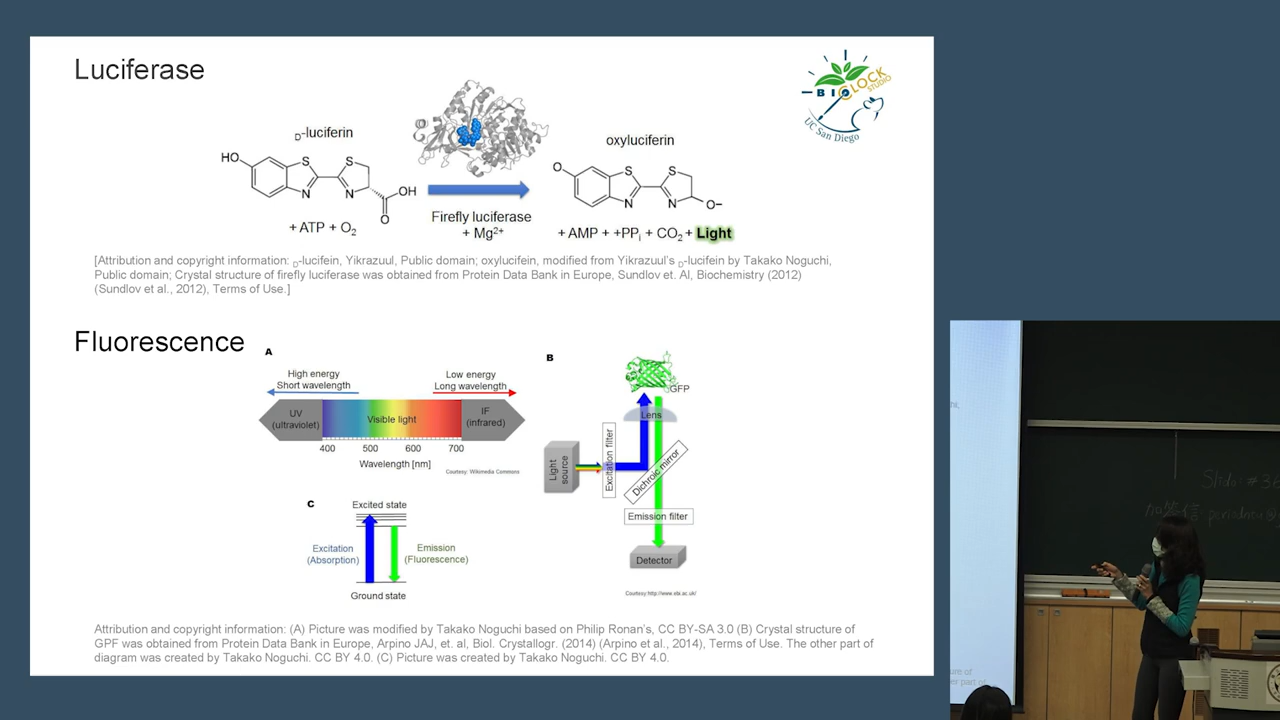 Luciferase
BIOCLOCK
STUDIO
UC San Diego
D-luciferin
oxyluciferin
HO
S
S
N
N
OH
O
O
S
S
N
N
O–
+ ATP + O2
Firefly luciferase
+ Mg2+
+ AMP + +PPi + CO2 + Light
[Attribution and copyright information: D-lucifein, Yikrazuul, Public domain; oxylucifein, modified from Yikrazuul's D-lucifein by Takako Noguchi,
Public domain; Crystal structure of firefly luciferase was obtained from Protein Data Bank in Europe, Sundlov et. Al, Biochemistry (2012)
(Sundlov et al., 2012), Terms of Use.]
Fluorescence
A
High energy
Short wavelength
Low energy
Long wavelength
UV
(ultraviolet)
Visible light
IF
(infrared)
400 500 600 700
Wavelength [nm]
Courtesy: Wikimedia Commons
B
GFP
Lens
Light
source
Excitation filter
Dichroic mirror
Emission filter
Detector
Courtesy http://www.ebi.ac.uk/
C
Excited state
Excitation
(Absorption)
Emission
(Fluorescence)
Ground state
Attribution and copyright information: (A) Picture was modified by Takako Noguchi based on Philip Ronan's, CC BY-SA 3.0 (B) Crystal structure of
GPF was obtained from Protein Data Bank in Europe, Arpino JAJ, et. al, Biol. Crystallogr. (2014) (Arpino et al., 2014), Terms of Use. The other part of
diagram was created by Takako Noguchi. CC BY 4.0. (C) Picture was created by Takako Noguchi. CC BY 4.0.
Slido: #36